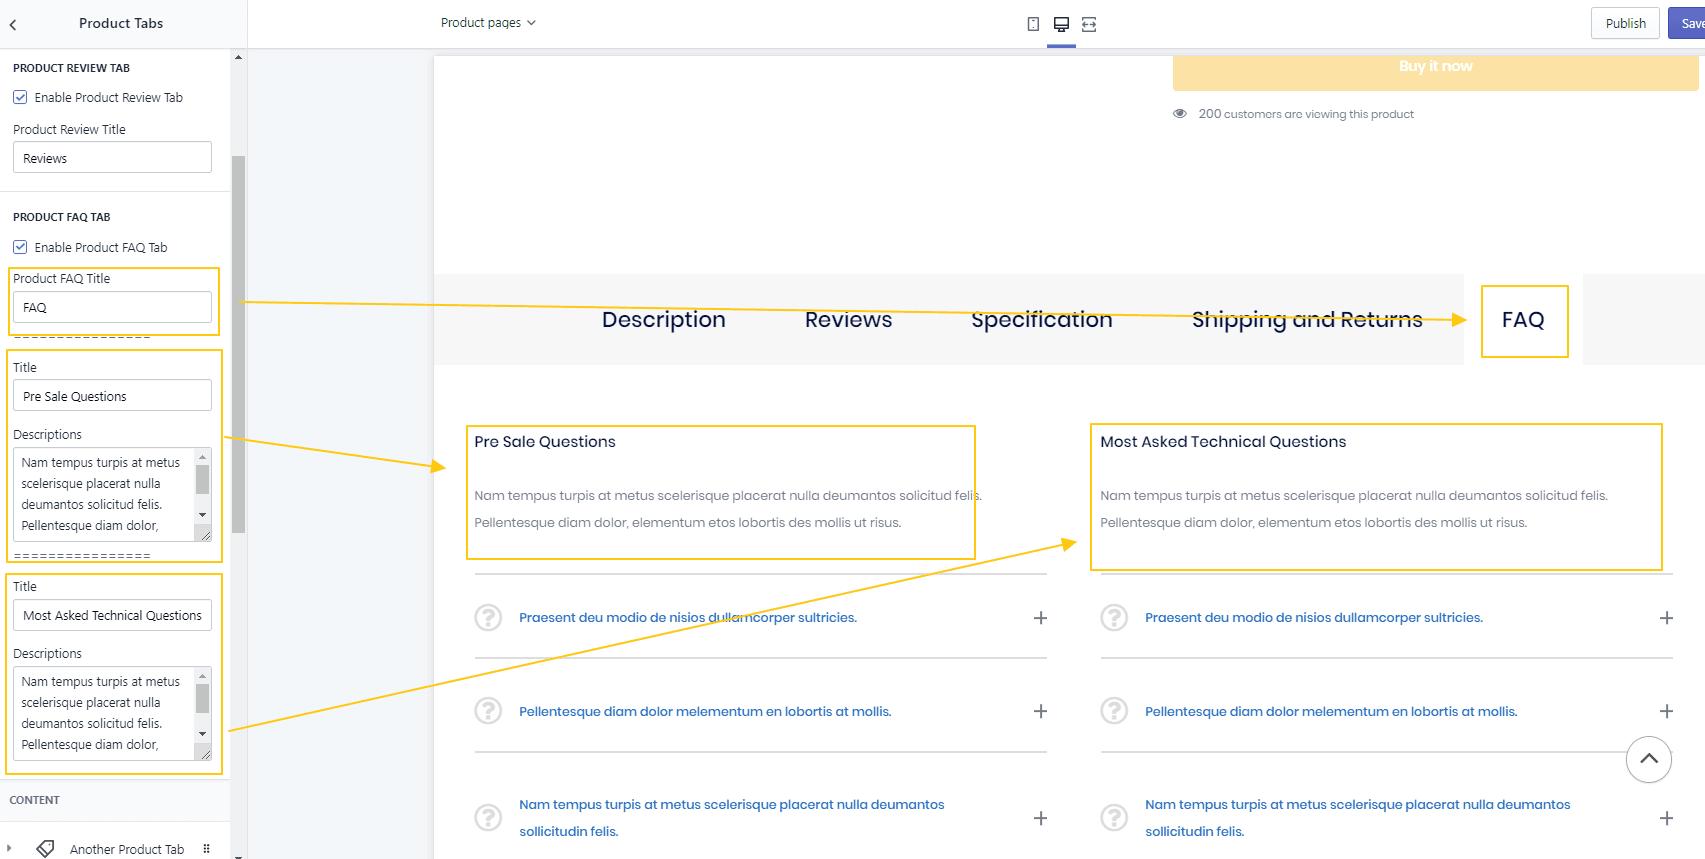 Product Tabs
Product pages
Publish
Save
PRODUCT REVIEW TAB
Enable Product Review Tab
Product Review Title
Reviews
PRODUCT FAQ TAB
Enable Product FAQ Tab
Product FAQ Title
FAQ
================
Title
Pre Sale Questions
Descriptions
Nam tempus turpis at metus
scelerisque placerat nulla
deumantos solicitud felis.
Pellentesque diam dolor,
================
Title
Most Asked Technical Questions
Descriptions
Nam tempus turpis at metus
scelerisque placerat nulla
deumantos solicitud felis.
Pellentesque diam dolor,
CONTENT
Another Product Tab
Buy it now
200 customers are viewing this product
Description
Reviews
Specification
Shipping and Returns
FAQ
Pre Sale Questions
Nam tempus turpis at metus scelerisque placerat nulla deumantos solicitud felis.
Pellentesque diam dolor, elementum etos lobortis des mollis ut risus.
Praesent deu modio de nisios dullamcorper sultricies.
Pellentesque diam dolor melementum en lobortis at mollis.
Nam tempus turpis at metus scelerisque placerat nulla deumantos
sollicitudin felis.
Most Asked Technical Questions
Nam tempus turpis at metus scelerisque placerat nulla deumantos solicitud felis.
Pellentesque diam dolor, elementum etos lobortis des mollis ut risus.
Praesent deu modio de nisios dullamcorper sultricies.
Pellentesque diam dolor melementum en lobortis at mollis.
Nam tempus turpis at metus scelerisque placerat nulla deumantos
sollicitudin felis.